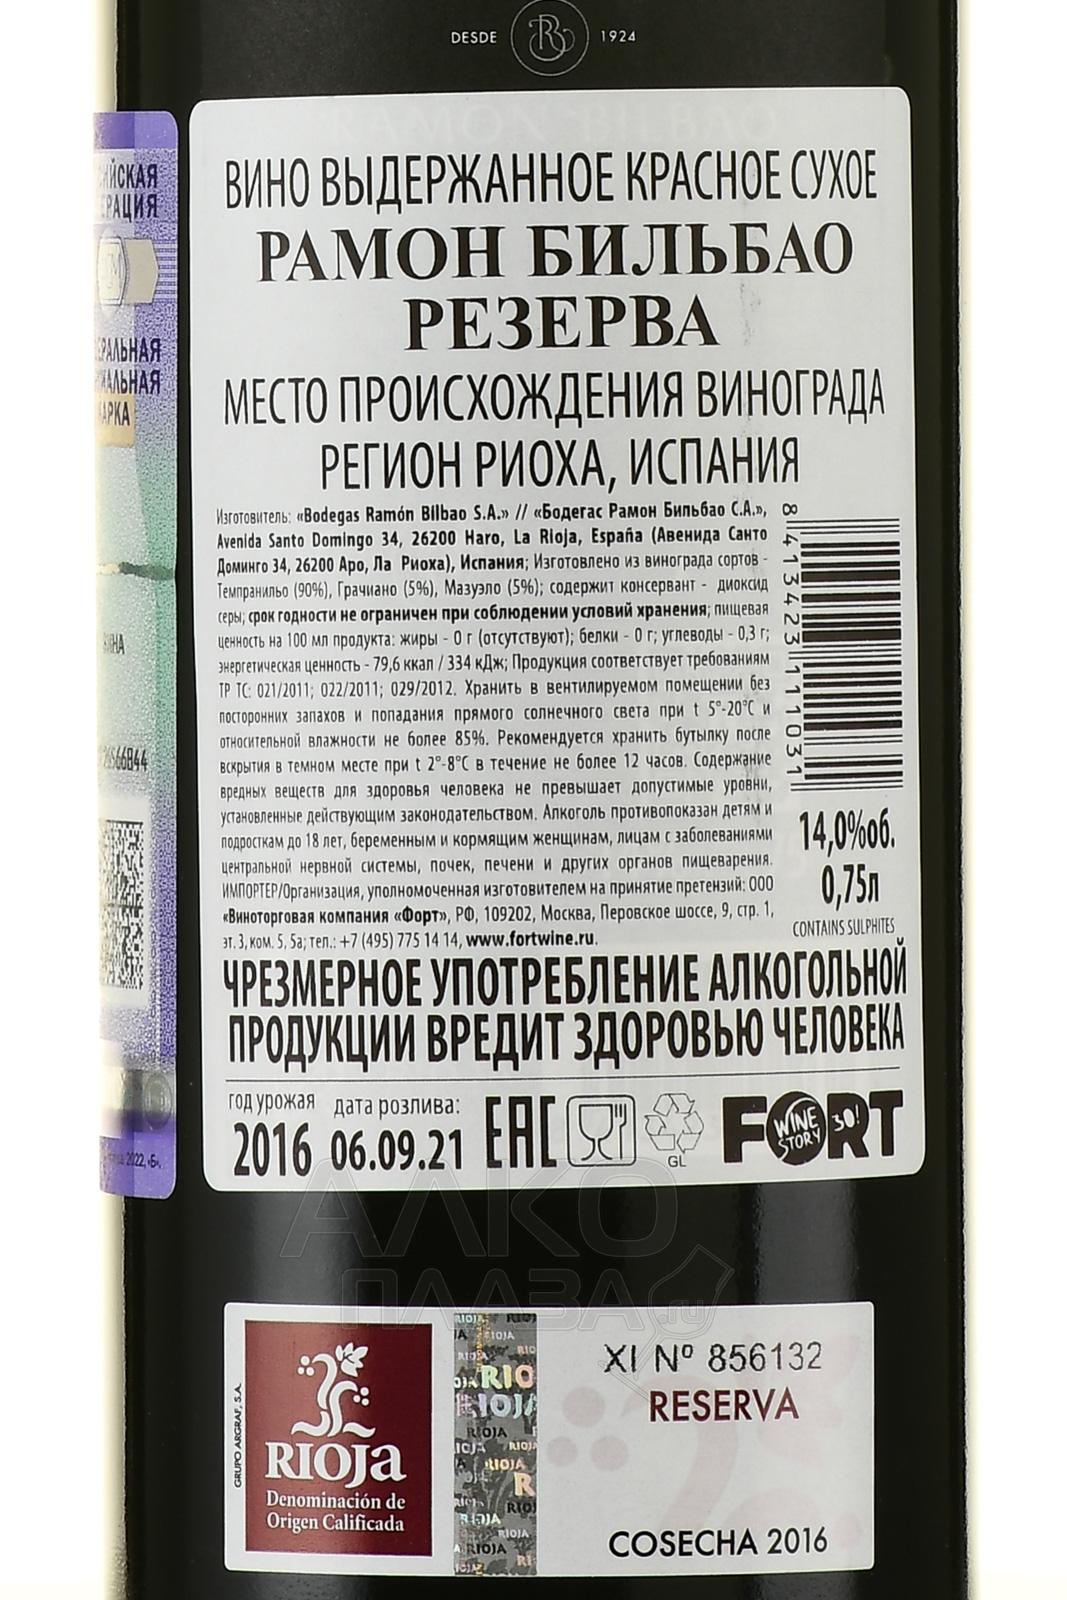 DESDE 1924
ВИНО ВЫДЕРЖАННОЕ КРАСНОЕ СУХОЕ
РАМОН БИЛЬБАО
РЕЗЕРВА
МЕСТО ПРОИСХОЖДЕНИЯ ВИНОГРАДА
РЕГИОН РИОХА, ИСПАНИЯ
Изготовитель: «Bodegas Ramón Bilbao S.A.» // «Бодегас Рамон Бильбао С.А.»,
Avenida Santo Domingo 34, 26200 Haro, La Rioja, España (Авенида Санто
Доминго 34, 26200 Аро, Ла Риоха), Испания; Изготовлено из винограда сортов -
Темпранильо (90%), Грачиано (5%), Мазуэло (5%); содержит консервант - диоксид
серы; срок годности не ограничен при соблюдении условий хранения; пищевая
ценность на 100 мл продукта: жиры - 0 г (отсутствуют); белки - 0 г; углеводы - 0,3 г;
энергетическая ценность - 79,6 ккал / 334 кДж; Продукция соответствует требованиям
ТР ТС: 021/2011; 022/2011; 029/2012. Хранить в вентилируемом помещении без
посторонних запахов и попадания прямого солнечного света при t 5°-20°С и
относительной влажности не более 85%. Рекомендуется хранить бутылку после
вскрытия в темном месте при t 2°-8°С в течение не более 12 часов. Содержание
вредных веществ для здоровья человека не превышает допустимые уровни,
установленные действующим законодательством. Алкоголь противопоказан детям и
подросткам до 18 лет, беременным и кормящим женщинам, лицам с заболеваниями
центральной нервной системы, почек, печени и других органов пищеварения.
ИМПОРТЕР/Организация, уполномоченная изготовителем на принятие претензий: ООО
«Виноторговая компания «Форт», РФ, 109202, Москва, Перовское шоссе, 9, стр. 1,
эт. 3, ком. 5, 5а; тел.: +7 (495) 775 14 14, www.fortwine.ru.
8 413423 111031
14,0%об.
0,75л
CONTAINS SULPHITES
ЧРЕЗМЕРНОЕ УПОТРЕБЛЕНИЕ АЛКОГОЛЬНОЙ
ПРОДУКЦИИ ВРЕДИТ ЗДОРОВЬЮ ЧЕЛОВЕКА
год урожая дата розлива:
2016 06.09.21 EAC
GL
FORT
WINE STORY 30!
АЛКО
ПЛАЗА.ru
GRUPO ARGRAF, S.A.
RIOJA
Denominación de
Origen Calificada
RIOJA
XI Nº 856132
RESERVA
COSECHA 2016